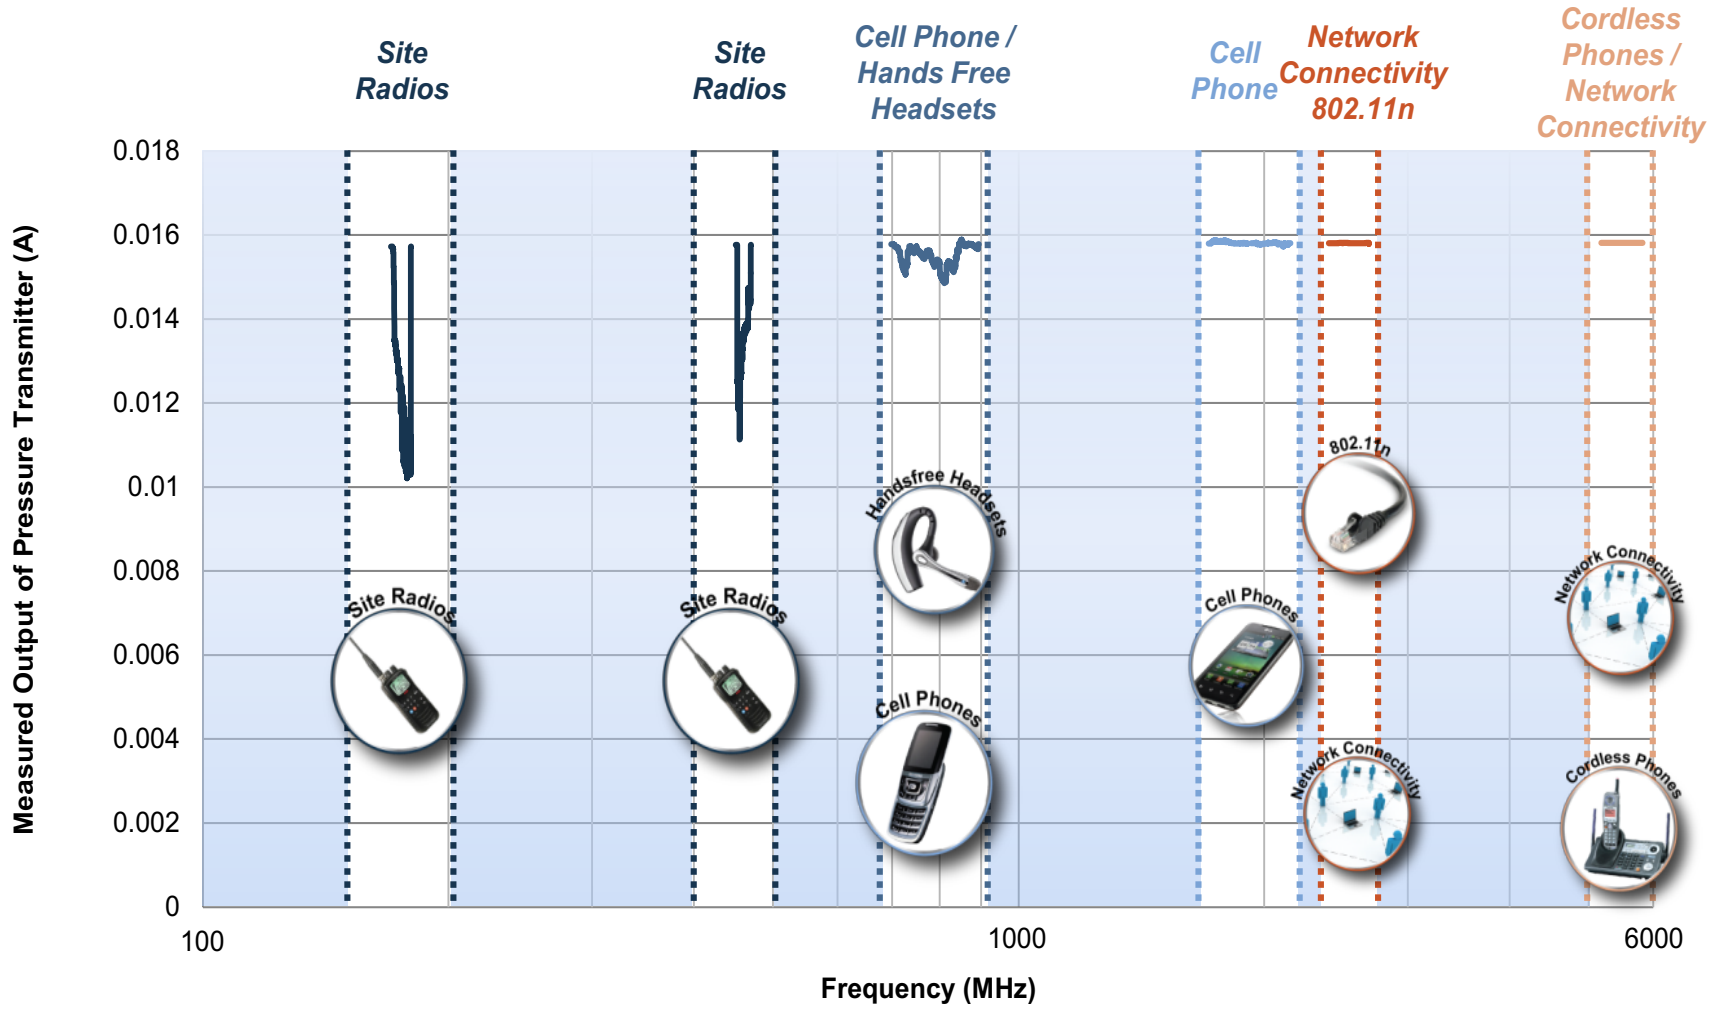 Site
Radios
Site
Radios
Cell Phone /
Hands Free
Headsets
Cell
Phone
Network
Connectivity
802.11n
Cordless
Phones /
Network
Connectivity
Measured Output of Pressure Transmitter (A)
0.018
0.016
0.014
0.012
0.01
0.008
0.006
0.004
0.002
0
Site Radios
Site Radios
Handsfree Headsets
Cell Phones
Cell Phones
802.11n
Network Connectivity
Network Connectivity
Cordless Phones
100
1000
6000
Frequency (MHz)